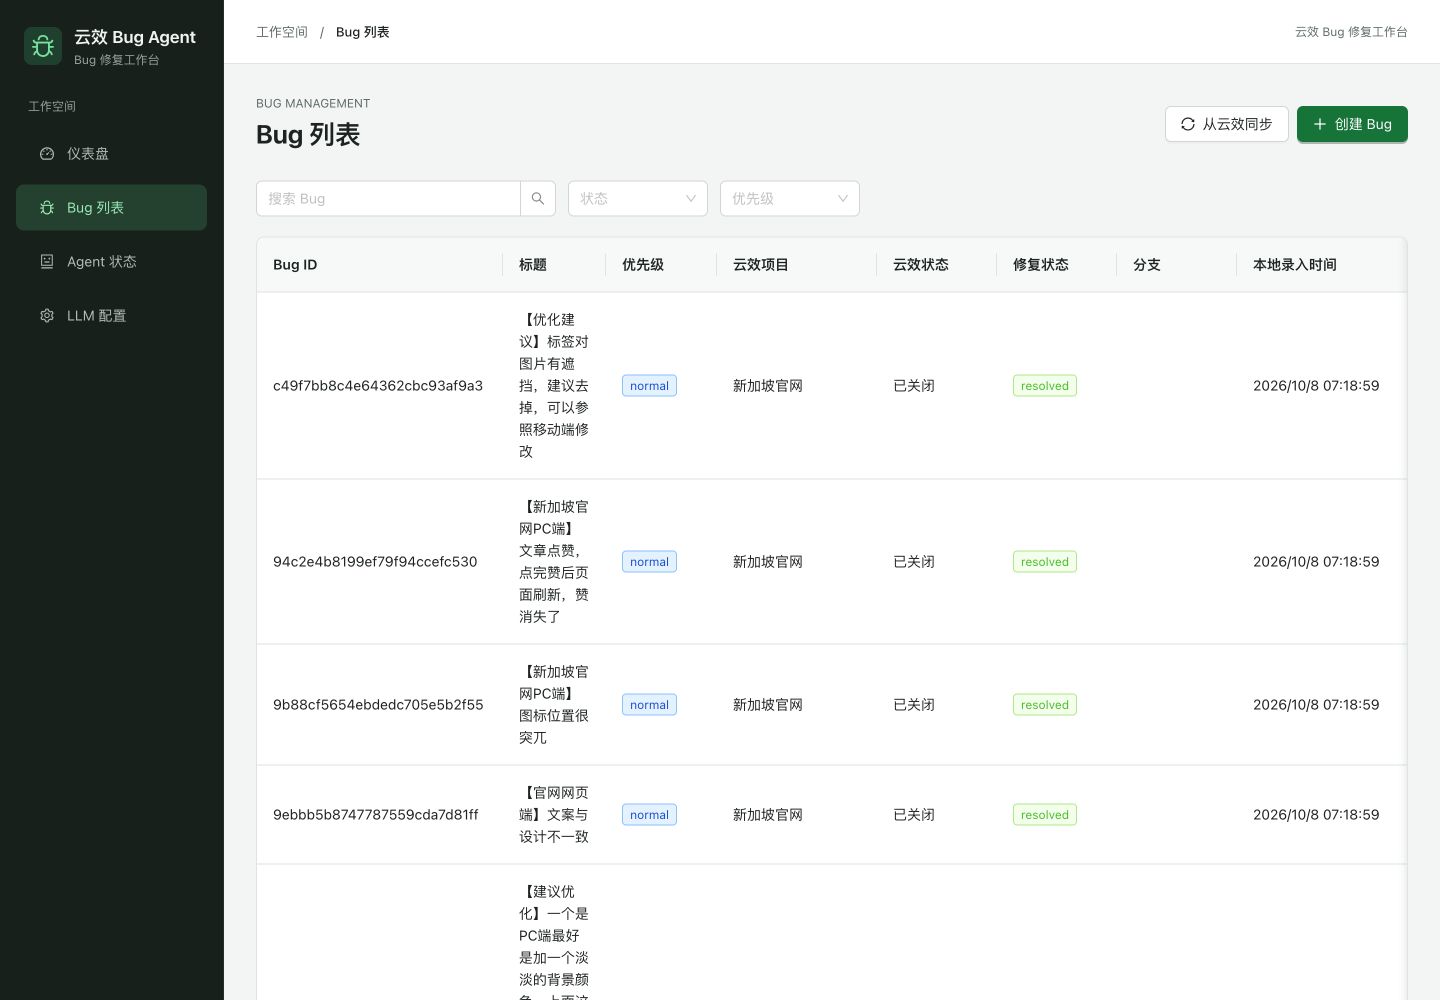 云效 Bug Agent
Bug 修复工作台
工作空间
仪表盘
Bug 列表
Agent 状态
LLM 配置
工作空间 / Bug 列表
云效 Bug 修复工作台
BUG MANAGEMENT
Bug 列表
从云效同步
创建 Bug
搜索 Bug
状态
优先级
Bug ID
标题
优先级
云效项目
云效状态
修复状态
分支
本地录入时间
c49f7bb8c4e64362cbc93af9a3
【优化建
议】标签对
图片有遮
挡，建议去
掉，可以参
照移动端修
改
normal
新加坡官网
已关闭
resolved
2026/10/8 07:18:59
94c2e4b8199ef79f94ccefc530
【新加坡官
网PC端】
文章点赞，
点完赞后页
面刷新，赞
消失了
normal
新加坡官网
已关闭
resolved
2026/10/8 07:18:59
9b88cf5654ebdedc705e5b2f55
【新加坡官
网PC端】
图标位置很
突兀
normal
新加坡官网
已关闭
resolved
2026/10/8 07:18:59
9ebbb5b8747787559cda7d81ff
【官网网页
端】文案与
设计不一致
normal
新加坡官网
已关闭
resolved
2026/10/8 07:18:59
【建议优
化】一个是
PC端最好
是加一个淡
淡的背景颜